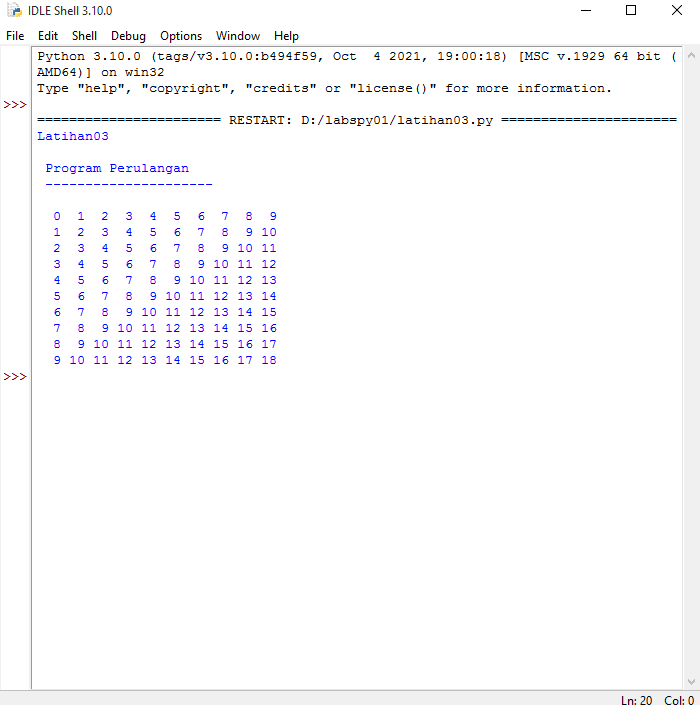 IDLE Shell 3.10.0
File Edit Shell Debug Options Window Help
Python 3.10.0 (tags/v3.10.0:b494f59, Oct  4 2021, 19:00:18) [MSC v.1929 64 bit (
AMD64)] on win32
Type "help", "copyright", "credits" or "license()" for more information.
>>>
======================= RESTART: D:/labspy01/latihan03.py ======================
Latihan03
Program Perulangan
---------------------
0  1  2  3  4  5  6  7  8  9
1  2  3  4  5  6  7  8  9 10
2  3  4  5  6  7  8  9 10 11
3  4  5  6  7  8  9 10 11 12
4  5  6  7  8  9 10 11 12 13
5  6  7  8  9 10 11 12 13 14
6  7  8  9 10 11 12 13 14 15
7  8  9 10 11 12 13 14 15 16
8  9 10 11 12 13 14 15 16 17
9 10 11 12 13 14 15 16 17 18
>>>
Ln: 20 Col: 0